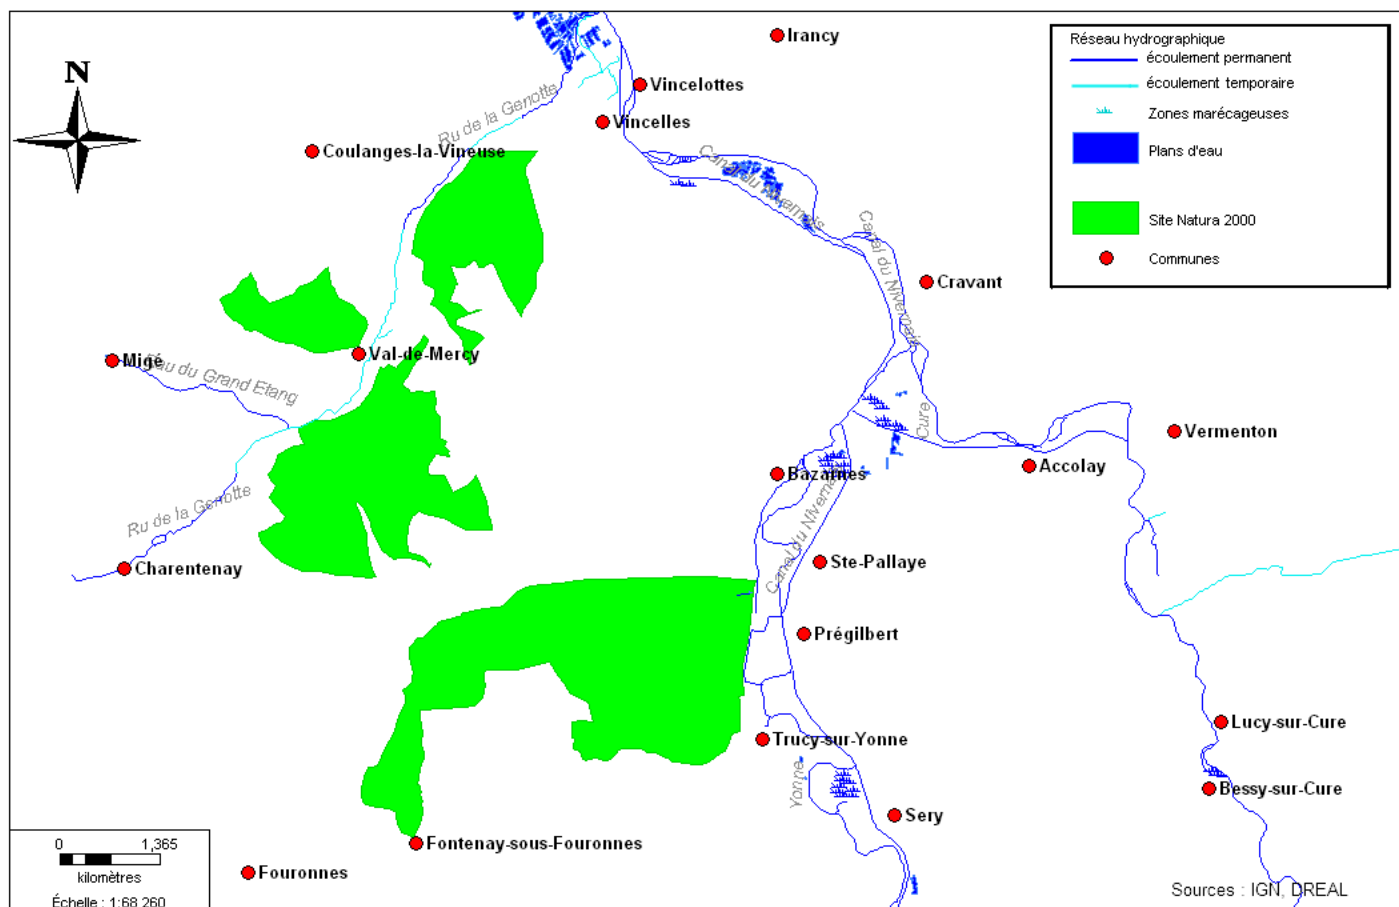 Irancy
Réseau hydrographique
écoulement permanent
écoulement temporaire
Zones marécageuses
Plans d'eau
Site Natura 2000
Communes
N
Vincelottes
Ru de la Genotte
Vincelles
Coulanges-la-Vineuse
Canal du Nivernais
Canal du Nivernais
Cravant
Val-de-Mercy
Migé
du Grand Etang
Cure
Vermenton
Accolay
Bazarnes
Canal du Nivernais
Ru de la Genotte
Charentenay
Ste-Pallaye
Prégilbert
Lucy-sur-Cure
Trucy-sur-Yonne
Yonne
Bessy-sur-Cure
Sery
Fontenay-sous-Fouronnes
Fouronnes
0 1,365
kilomètres
Échelle : 1:68 260
Sources : IGN, DREAL